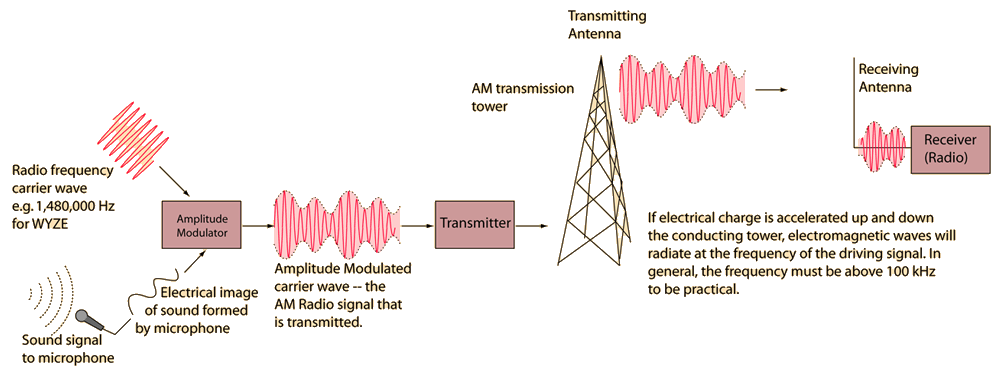 Transmitting
Antenna
AM transmission
tower
Receiving
Antenna
Receiver
(Radio)
Radio frequency
carrier wave
e.g. 1,480,000 Hz
for WYZE
Amplitude
Modulator
Transmitter
If electrical charge is accelerated up and down
the conducting tower, electromagnetic waves will
radiate at the frequency of the driving signal. In
general, the frequency must be above 100 kHz
to be practical.
Amplitude Modulated
carrier wave -- the
AM Radio signal that
is transmitted.
Electrical image
of sound formed
by microphone
Sound signal
to microphone